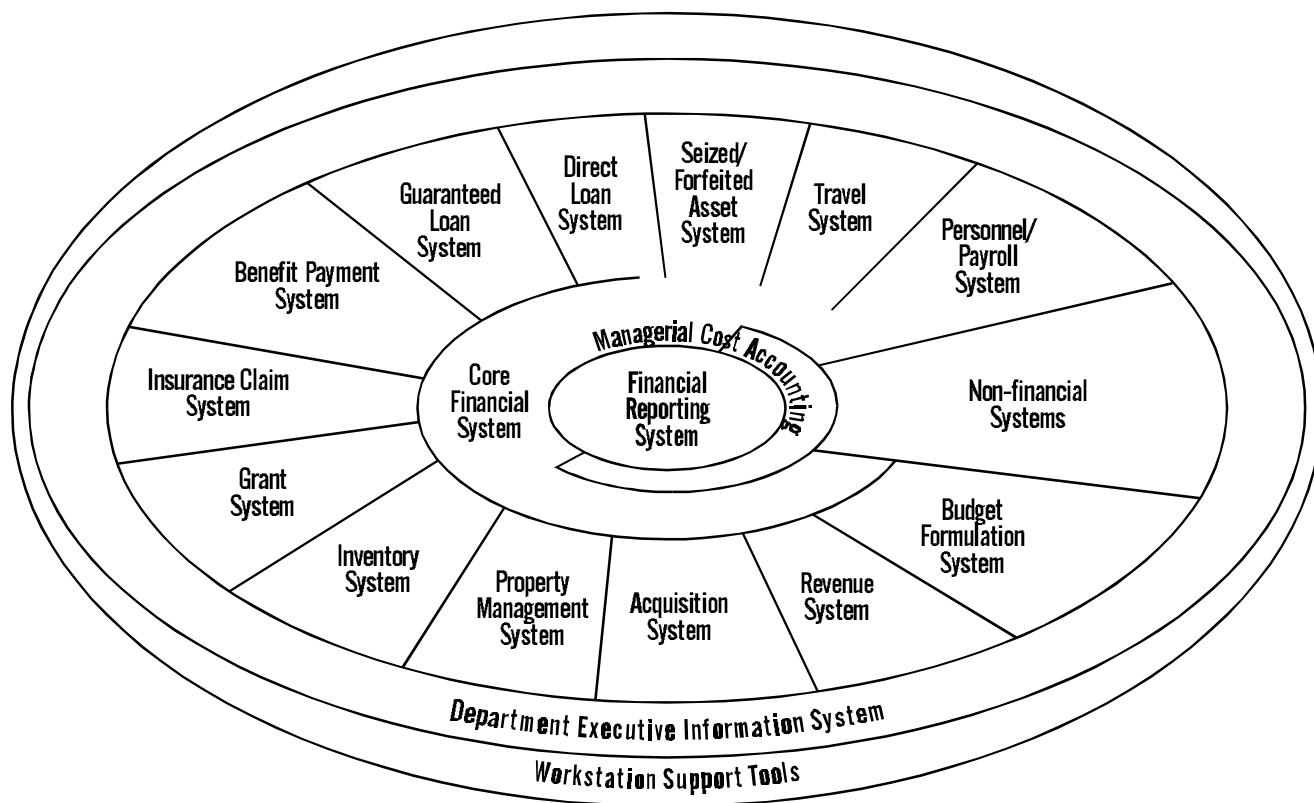 Seized/
Forfeited
Asset
System
Direct
Loan
System
Travel
System
Guaranteed
Loan
System
Personnel/
Payroll
System
Benefit Payment
System
Managerial Cost Accounting
Core
Financial
System
Financial
Reporting
System
Insurance Claim
System
Non-financial
Systems
Grant
System
Budget
Formulation
System
Inventory
System
Property
Management
System
Acquisition
System
Revenue
System
Department Executive Information System
Workstation Support Tools